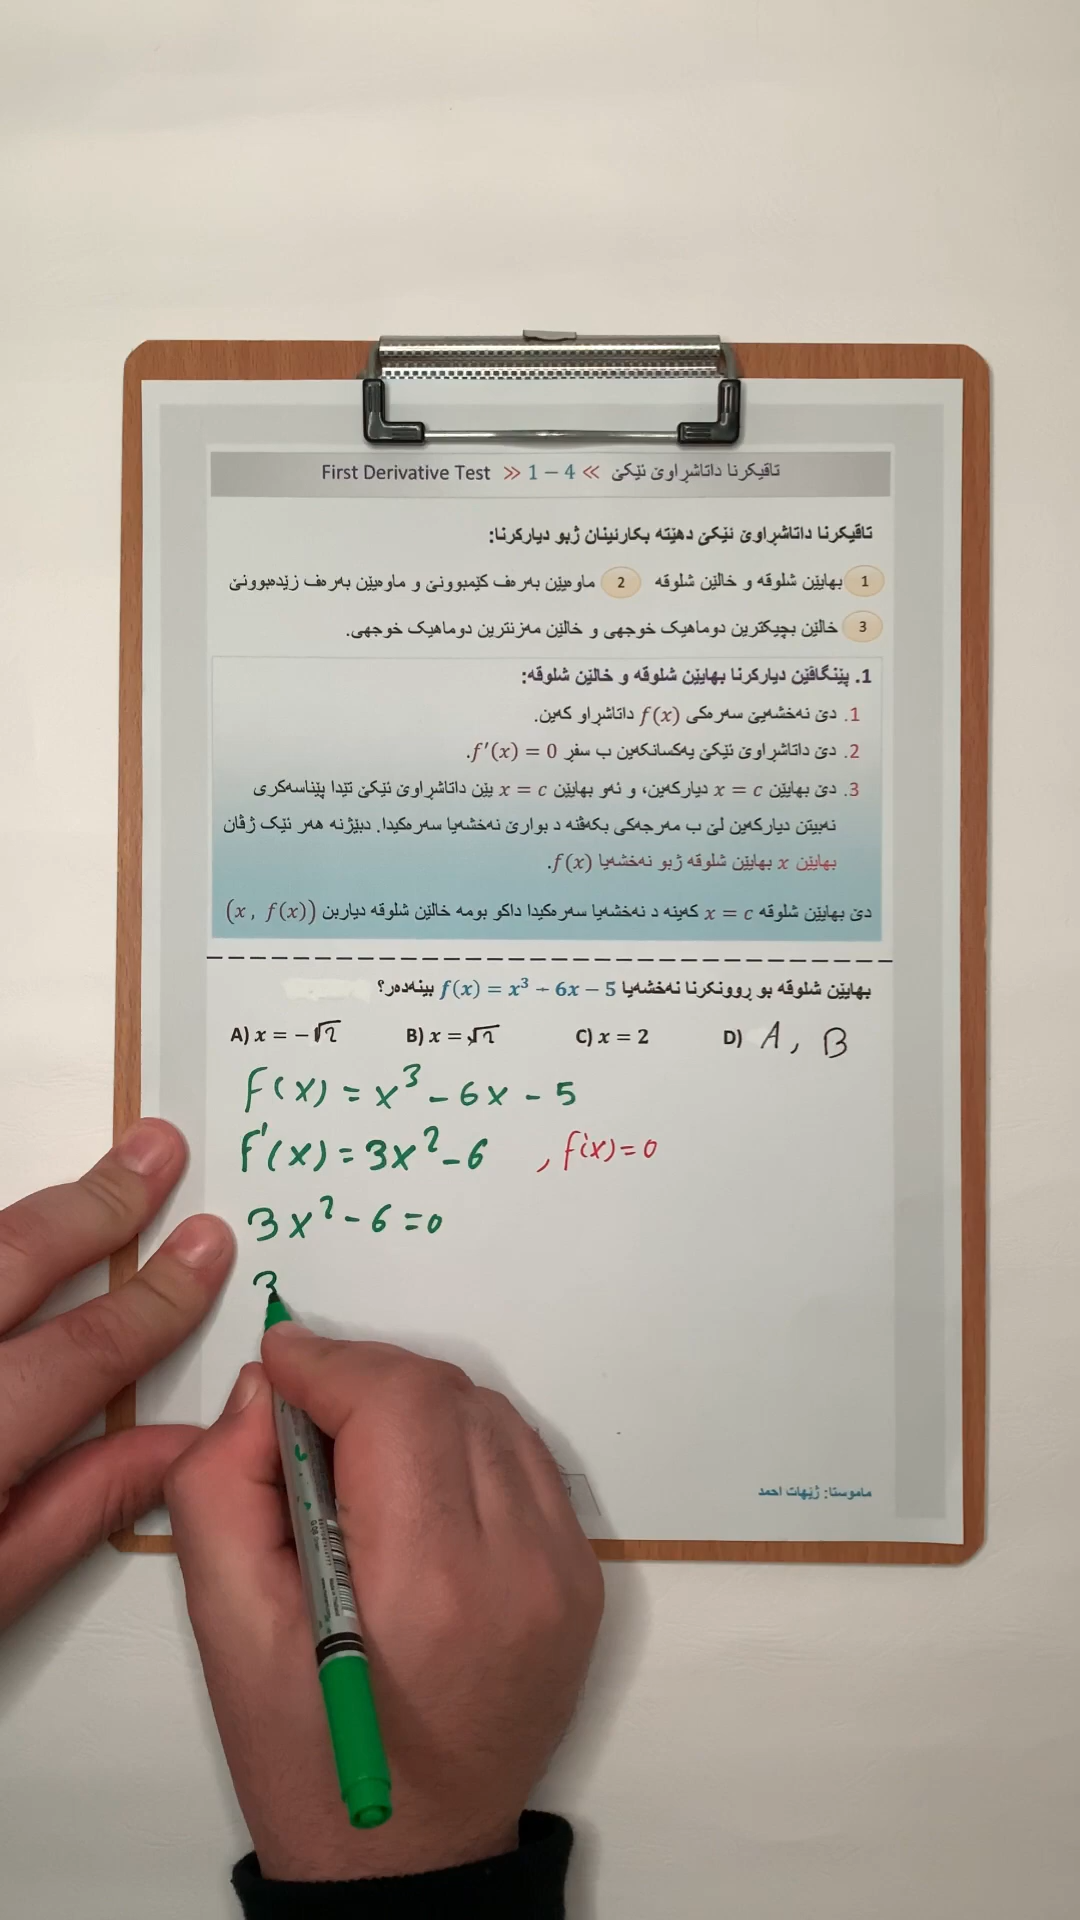 First Derivative Test ≫ 1 – 4 ≪ تاقیکرنا داتاشراوێ ئێکێ
تاقیکرنا داتاشراوێ ئێکێ دهێتە بکارئینان ژبو دیارکرنا:
1 بهایێن شلوقە و خالێن شلوقە 2 ماوەیێن بەرەف کێمبوونێ و ماوەیێن بەرەف زێدەبوونێ
3 خالێن بچیکترین دوماهیک خوجهی و خالێن مەزنترین دوماهیک خوجهی.
1. پێنگاڤێن دیارکرنا بهایێن شلوقە و خالێن شلوقە:
1. دێ نەخشەیێ سەرەکی f(x) داتاشراو کەین.
2. دێ داتاشراوێ ئێکێ یەکسانکەین ب سفر f′(x) = 0.
3. دێ بهایێن x = c دیارکەین، و ئەو بهایێن x = c یێن داتاشراوێ ئێکێ تێدا پێناسەکری
نەبیتن دیارکەین لێ ب مەرجەکی بکەڤنە د بوارێ نەخشەیا سەرەکیدا. دبێژنە هەر ئێک ژڤان
بهایێن x بهایێن شلوقە ژبو نەخشەیا f(x).
دێ بهایێن شلوقە x = c کەینە د نەخشەیا سەرەکیدا داکو بومە خالێن شلوقە دیاربن (x , f(x))
بهایێن شلوقە بو روونکرنا نەخشەیا f(x) = x³ – 6x – 5 بینەدەر؟
A) x = –√2 B) x = √2 C) x = 2 D) A, B
f(x) = x³ – 6x – 5
f'(x) = 3x² – 6 , f'(x) = 0
3x² – 6 = 0
3
ماموستا: ژیهات احمد